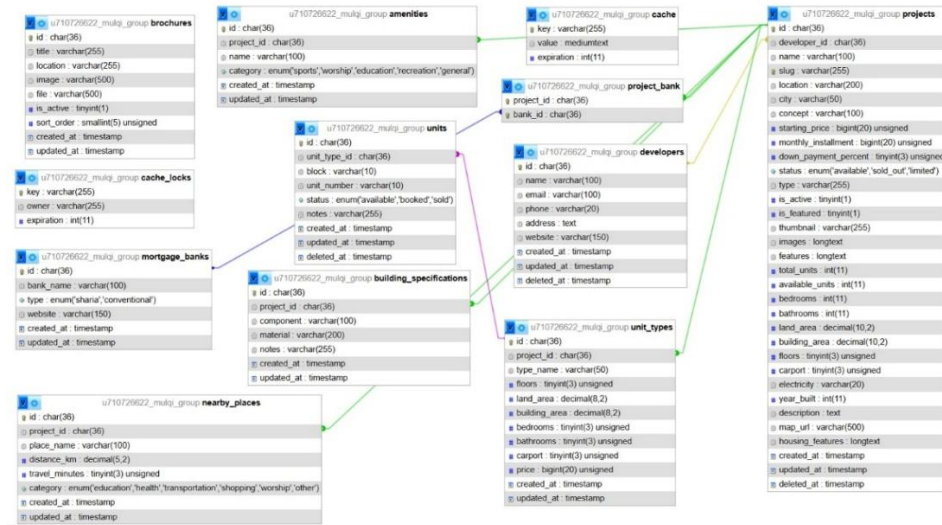 u710726622_mulqi_group brochures
id : char(36)
title : varchar(255)
location : varchar(255)
image : varchar(500)
file : varchar(500)
is_active : tinyint(1)
sort_order : smallint(5) unsigned
created_at : timestamp
updated_at : timestamp
u710726622_mulqi_group amenities
id : char(36)
project_id : char(36)
name : varchar(100)
category : enum('sports','worship','education','recreation','general')
created_at : timestamp
updated_at : timestamp
u710726622_mulqi_group cache
key : varchar(255)
value : mediumtext
expiration : int(11)
u710726622_mulqi_group projects
id : char(36)
developer_id : char(36)
name : varchar(100)
slug : varchar(255)
location : varchar(200)
city : varchar(50)
concept : varchar(100)
starting_price : bigint(20) unsigned
monthly_installment : bigint(20) unsigned
down_payment_percent : tinyint(3) unsigned
status : enum('available','sold_out','limited')
type : varchar(255)
is_active : tinyint(1)
is_featured : tinyint(1)
thumbnail : varchar(255)
images : longtext
features : longtext
total_units : int(11)
available_units : int(11)
bedrooms : int(11)
bathrooms : int(11)
land_area : decimal(10,2)
building_area : decimal(10,2)
floors : tinyint(3) unsigned
carport : tinyint(3) unsigned
electricity : varchar(20)
year_built : int(11)
description : text
map_url : varchar(500)
housing_features : longtext
created_at : timestamp
updated_at : timestamp
deleted_at : timestamp
u710726622_mulqi_group project_bank
project_id : char(36)
bank_id : char(36)
u710726622_mulqi_group units
id : char(36)
unit_type_id : char(36)
block : varchar(10)
unit_number : varchar(10)
status : enum('available','booked','sold')
notes : varchar(255)
created_at : timestamp
updated_at : timestamp
deleted_at : timestamp
u710726622_mulqi_group developers
id : char(36)
name : varchar(100)
email : varchar(100)
phone : varchar(20)
address : text
website : varchar(150)
created_at : timestamp
updated_at : timestamp
deleted_at : timestamp
u710726622_mulqi_group cache_locks
key : varchar(255)
owner : varchar(255)
expiration : int(11)
u710726622_mulqi_group mortgage_banks
id : char(36)
bank_name : varchar(100)
type : enum('sharia','conventional')
website : varchar(150)
created_at : timestamp
updated_at : timestamp
u710726622_mulqi_group building_specifications
id : char(36)
project_id : char(36)
component : varchar(100)
material : varchar(200)
notes : varchar(255)
created_at : timestamp
updated_at : timestamp
u710726622_mulqi_group unit_types
id : char(36)
project_id : char(36)
type_name : varchar(50)
floors : tinyint(3) unsigned
land_area : decimal(8,2)
building_area : decimal(8,2)
bedrooms : tinyint(3) unsigned
bathrooms : tinyint(3) unsigned
carport : tinyint(3) unsigned
price : bigint(20) unsigned
created_at : timestamp
updated_at : timestamp
u710726622_mulqi_group nearby_places
id : char(36)
project_id : char(36)
place_name : varchar(100)
distance_km : decimal(5,2)
travel_minutes : tinyint(3) unsigned
category : enum('education','health','transportation','shopping','worship','other')
created_at : timestamp
updated_at : timestamp